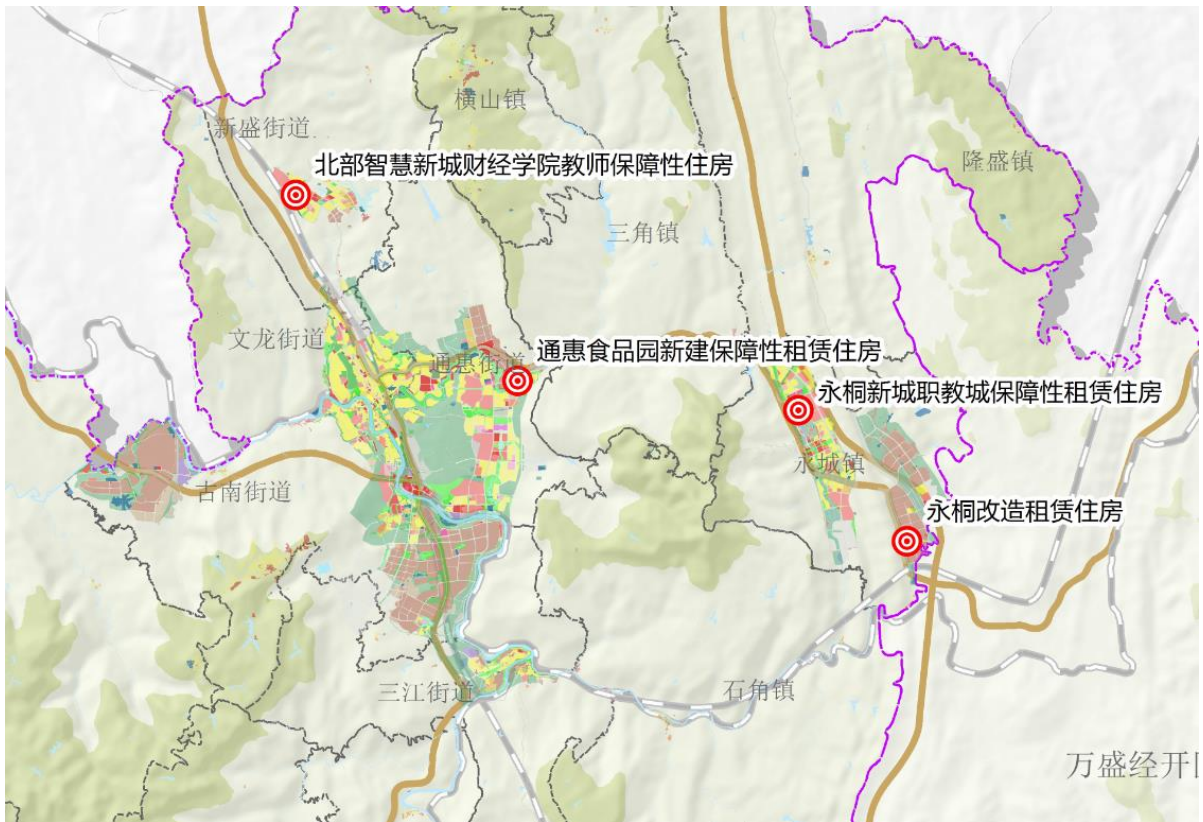 横山镇
新盛街道
隆盛镇
北部智慧新城财经学院教师保障性住房
三角镇
文龙街道
通惠街道
通惠食品园新建保障性租赁住房
永桐新城职教城保障性租赁住房
永城镇
古南街道
永桐改造租赁住房
三江街道
石角镇
万盛经开